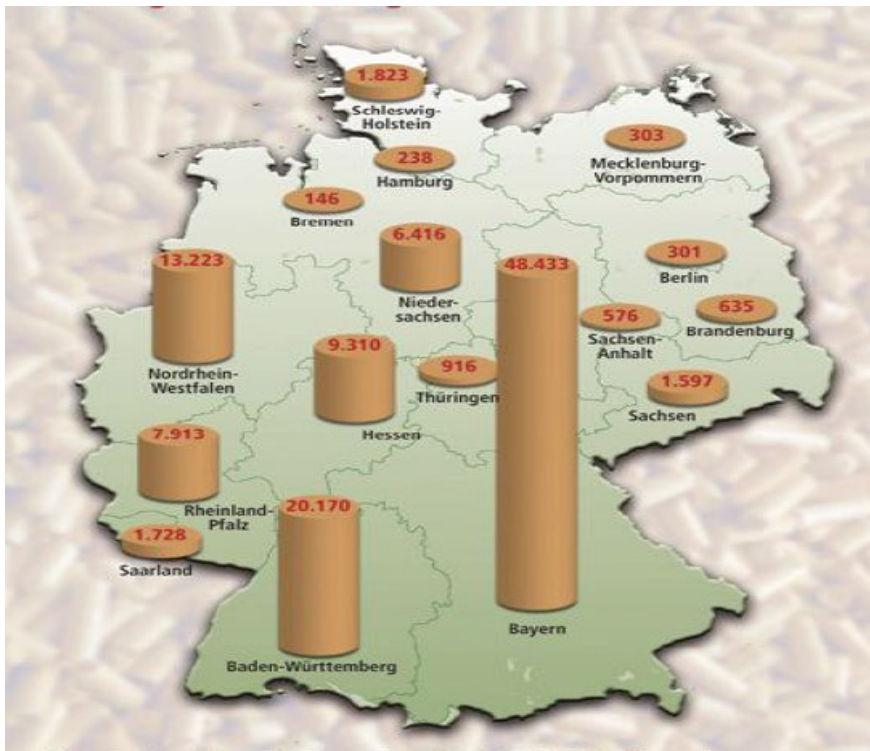 1.823
Schleswig-
Holstein
303
Mecklenburg-
Vorpommern
238
Hamburg
146
Bremen
6.416
Nieder-
sachsen
301
Berlin
13.223
Nordrhein-
Westfalen
48.433
Bayern
576
Sachsen-
Anhalt
635
Brandenburg
9.310
Hessen
916
Thüringen
1.597
Sachsen
7.913
Rheinland-
Pfalz
1.728
Saarland
20.170
Baden-Württemberg